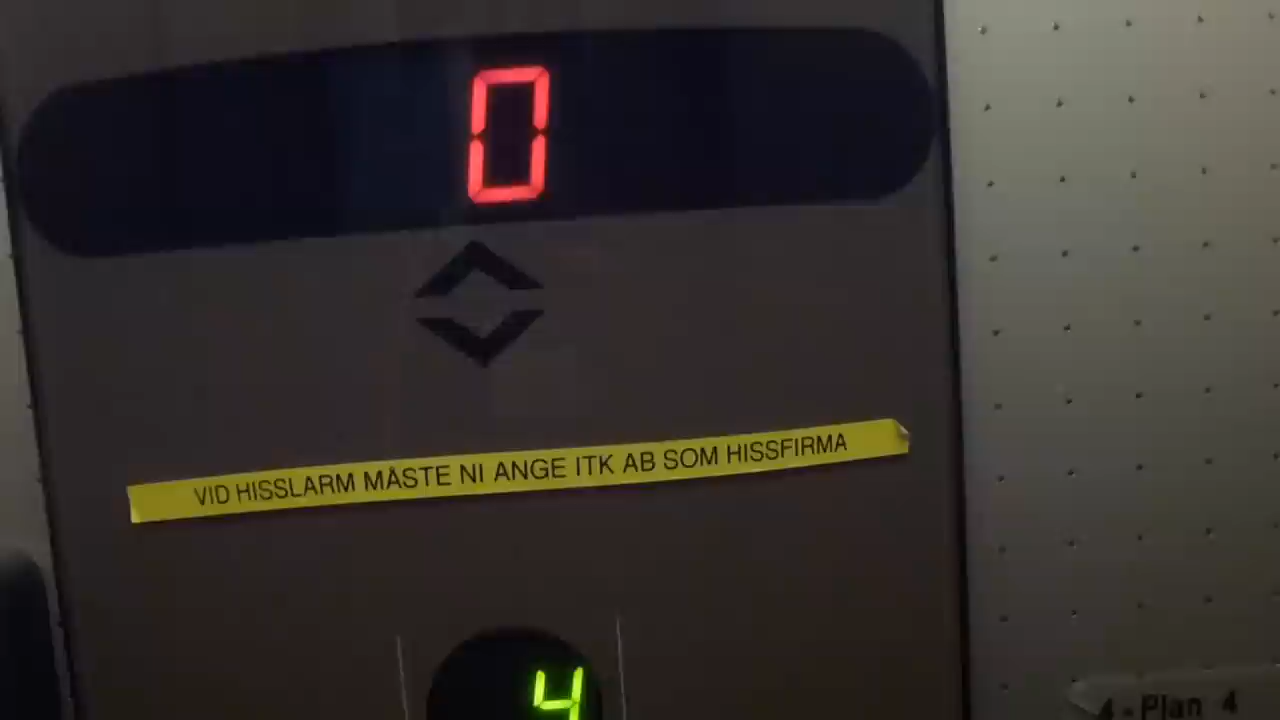 0
VID HISSLARM MÅSTE NI ANGE ITK AB SOM HISSFIRMA
4
4 - Plan 4